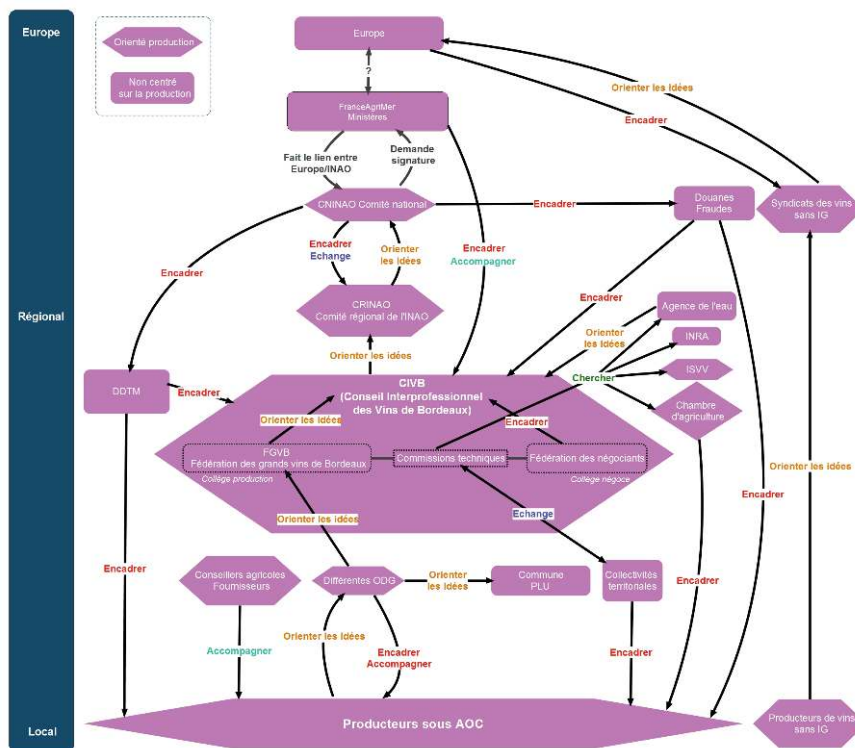 Europe
Orienté production
Non centré
sur la production
Europe
?
FranceAgriMer
Ministères
Orienter les Idées
Encadrer
Fait le lien entre
Europe/INAO
Demande
signature
CNINAO Comité national
Encadrer
Douanes
Fraudes
Syndicats des vins
sans IG
Encadrer
Echange
Orienter
les Idées
Encadrer
Accompagner
Encadrer
Régional
CRINAO
Comité régional de l'INAO
Encadrer
Agence de l'eau
Orienter
les Idées
INRA
Orienter les idées
ISVV
Chercher
DDTM
Encadrer
CIVB
(Conseil Interprofessionnel
des Vins de Bordeaux)
Chambre
d'agriculture
Orienter les Idées
Encadrer
FGVB
Fédération des grands vins de Bordeaux
Commissions techniques
Fédération des négociants
Collège production
Collège négoce
Orienter les idées
Encadrer
Orienter les idées
Echange
Encadrer
Conseillers agricoles
Fournisseurs
Différentes ODG
Orienter
les Idées
Commune
PLU
Collectivités
territoriales
Encadrer
Accompagner
Orienter les Idées
Encadrer
Accompagner
Encadrer
Local
Producteurs sous AOC
Producteurs de vins
sans IG